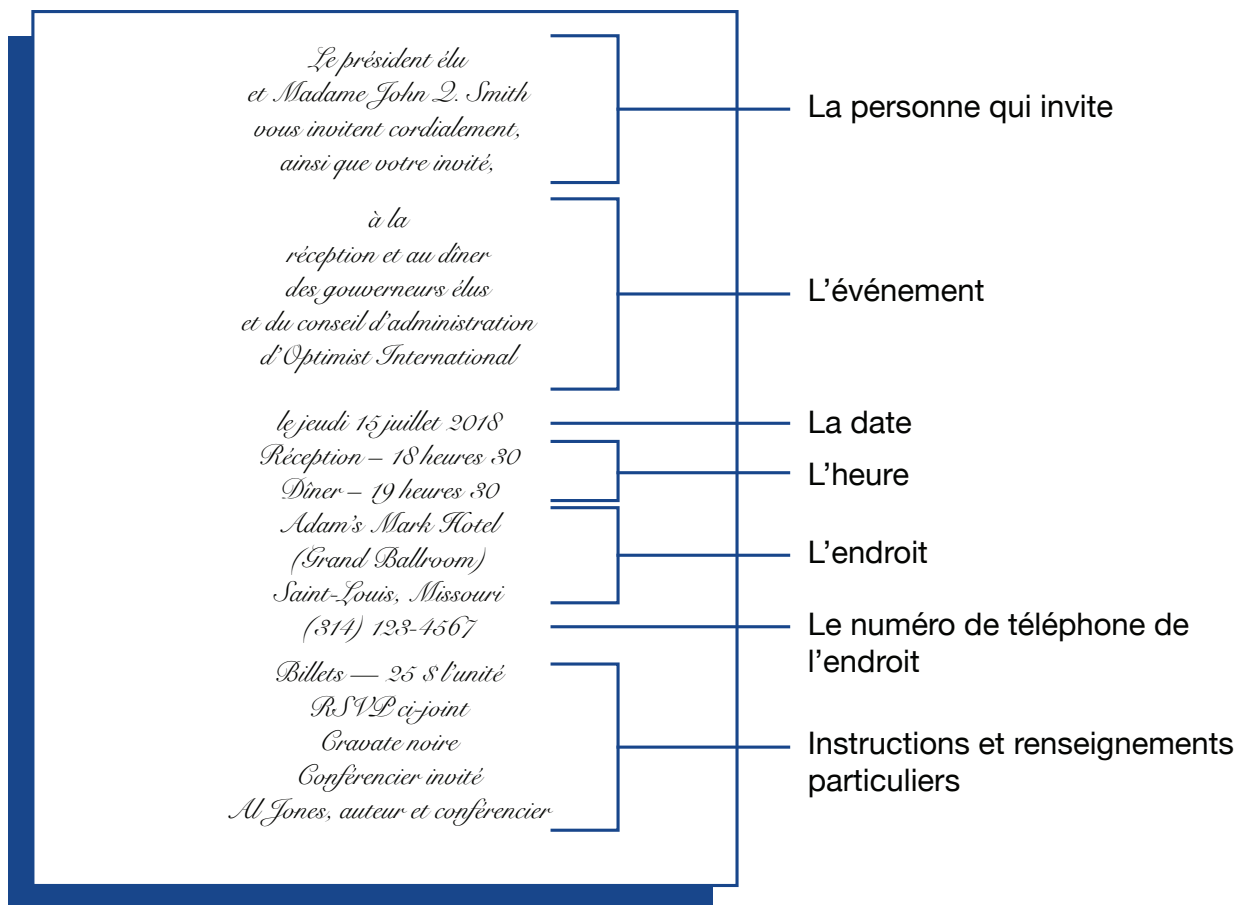 Le président élu
et Madame John Q. Smith
vous invitent cordialement,
ainsi que votre invité,
La personne qui invite
à la
réception et au dîner
des gouverneurs élus
et du conseil d'administration
d'Optimist International
L'événement
le jeudi 15 juillet 2018
La date
Réception – 18 heures 30
Dîner – 19 heures 30
L'heure
Adam's Mark Hotel
(Grand Ballroom)
Saint-Louis, Missouri
L'endroit
(314) 123-4567
Le numéro de téléphone de
l'endroit
Billets — 25 $ l'unité
RSVP ci-joint
Cravate noire
Conférencier invité
Al Jones, auteur et conférencier
Instructions et renseignements
particuliers